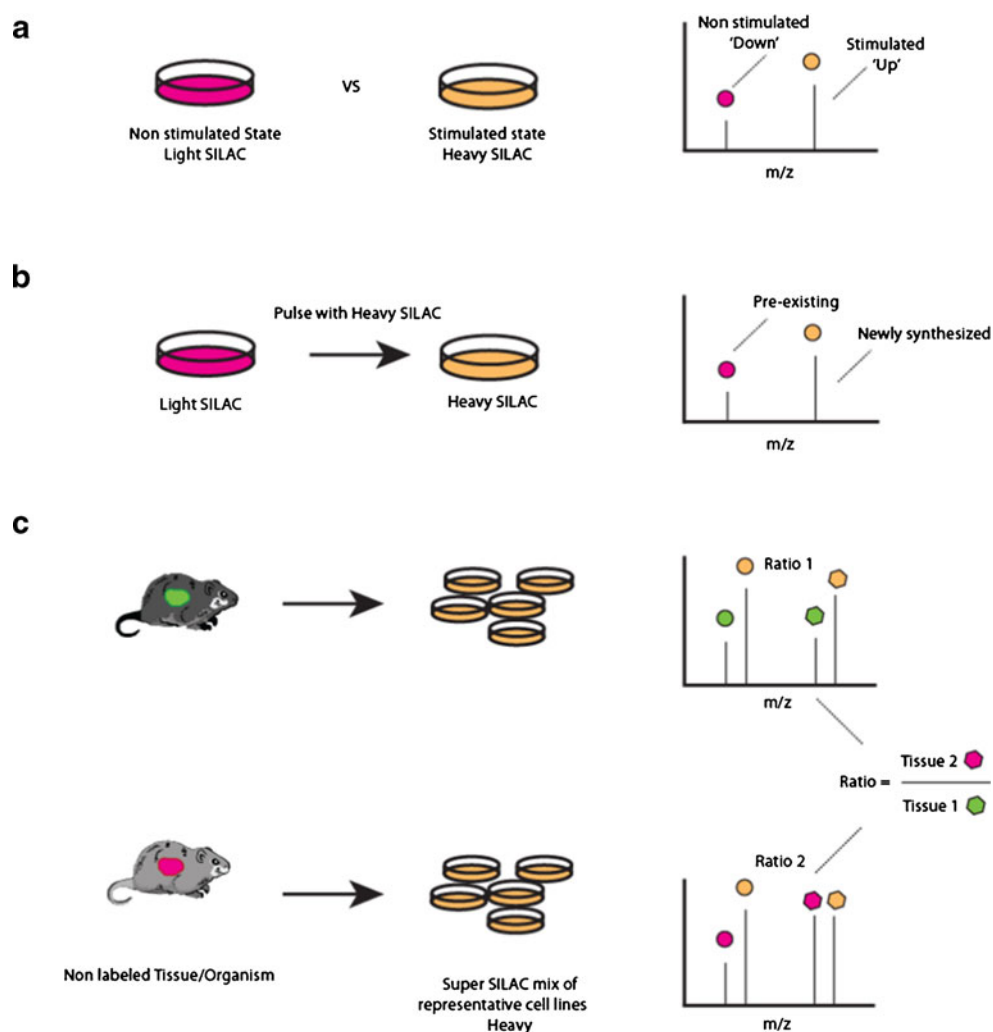 a
Non stimulated State
Light SILAC
VS
Stimulated state
Heavy SILAC
Non stimulated
'Down'
Stimulated
'Up'
m/z
b
Light SILAC
Pulse with Heavy SILAC
Heavy SILAC
Pre-existing
Newly synthesized
m/z
c
Ratio 1
m/z
Ratio =
Tissue 2
Tissue 1
Non labeled Tissue/Organism
Super SILAC mix of
representative cell lines
Heavy
Ratio 2
m/z